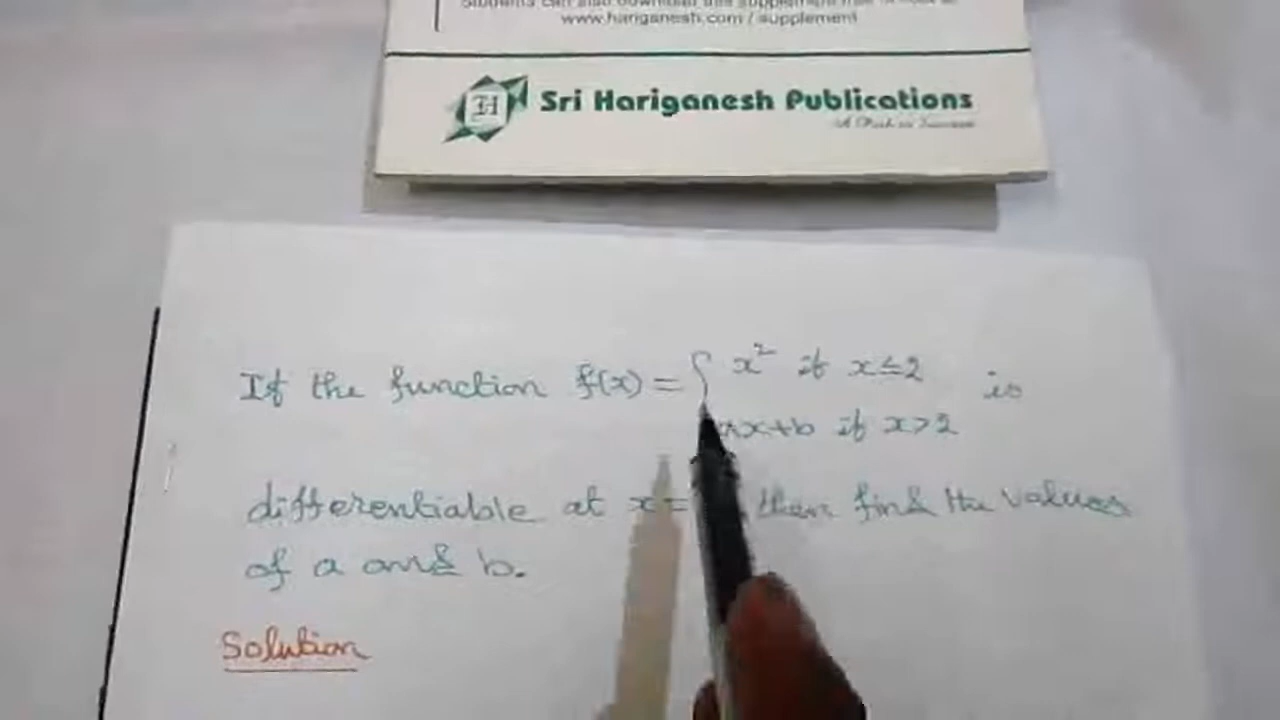 www.hariganesh.com / supplement
H Sri Hariganesh Publications
If the function f(x) = { x² if x≤2 is
ax+b if x>2
differentiable at x= then find the values
of a and b.
Solution